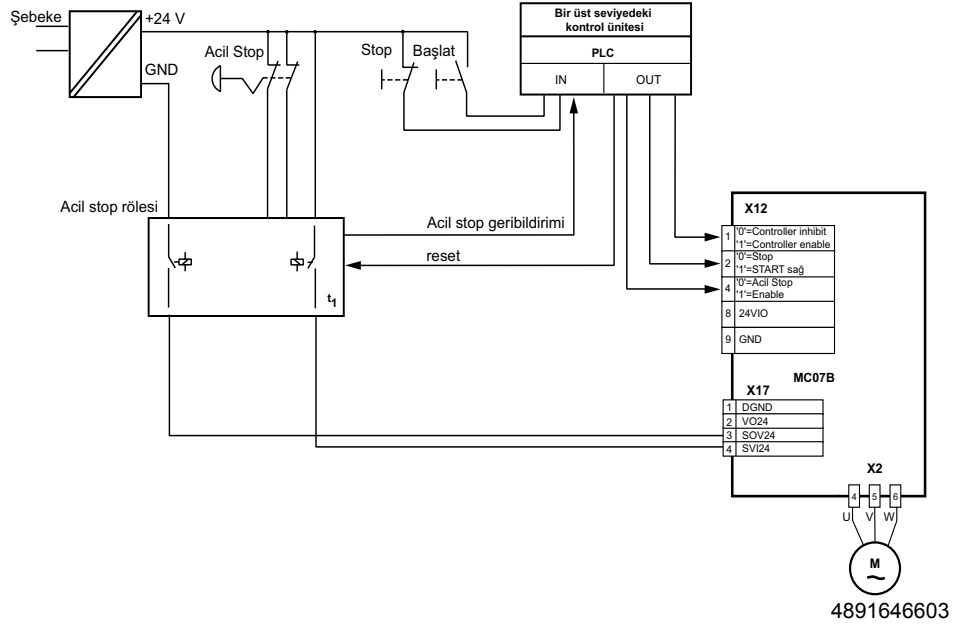 Şebeke
+24 V
GND
Acil Stop
Stop
Başlat
Bir üst seviyedeki
kontrol ünitesi
PLC
IN
OUT
Acil stop rölesi
Acil stop geribildirimi
reset
t1
X12
1
'0'=Controller inhibit
'1'=Controller enable
2
'0'=Stop
'1'=START sağ
4
'0'=Acil Stop
'1'=Enable
8 24VIO
9 GND
MC07B
X17
1 DGND
2 VO24
3 SOV24
4 SVI24
X2
4 5 6
U V W
M
~
4891646603